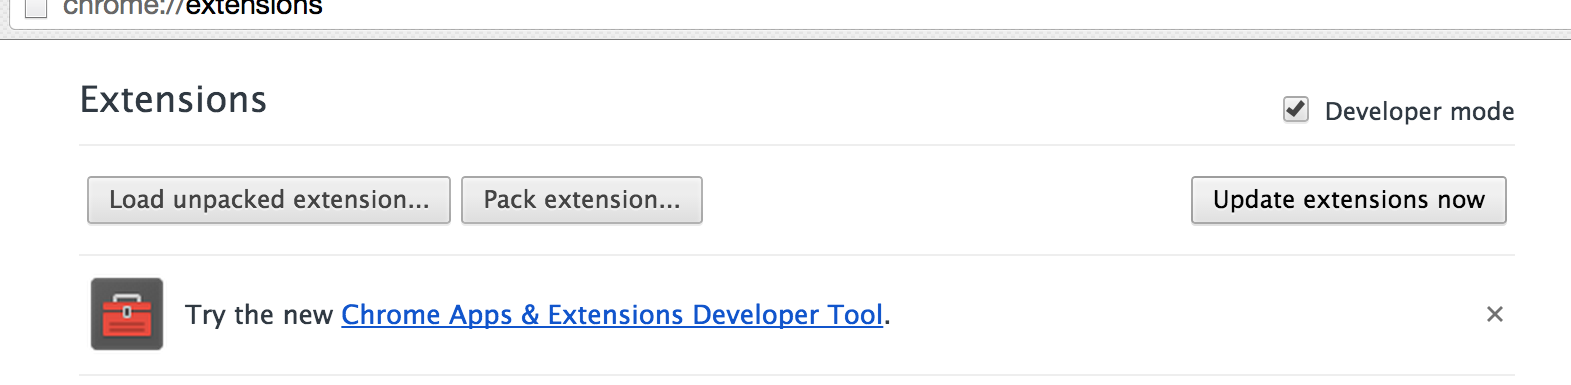 chrome://extensions
Extensions
Developer mode
Load unpacked extension... Pack extension... Update extensions now
Try the new Chrome Apps & Extensions Developer Tool.